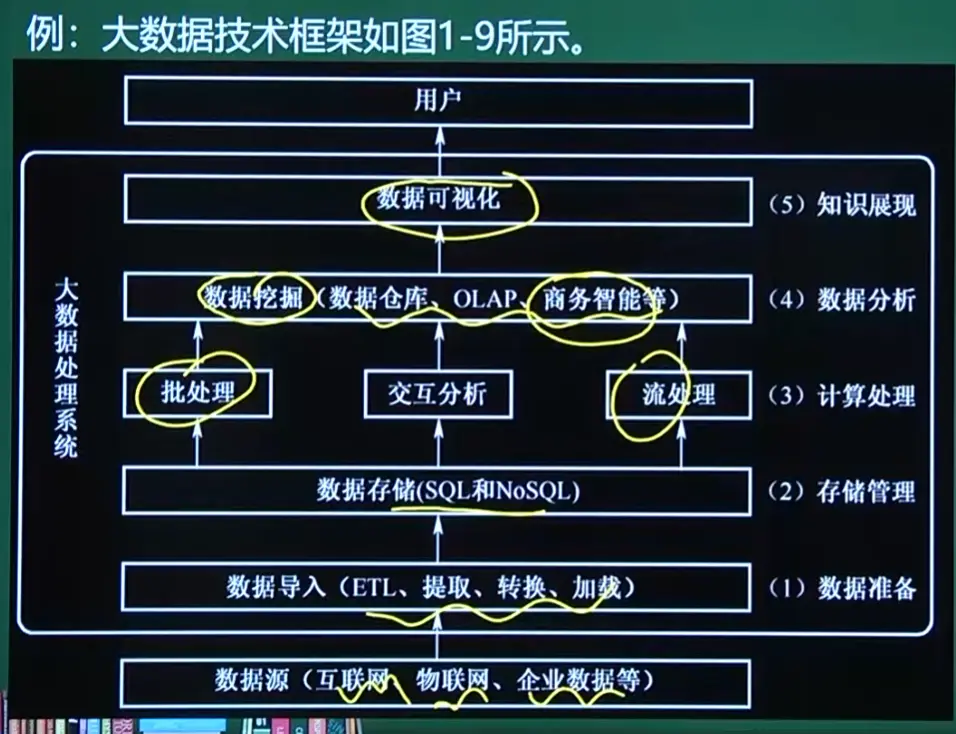 例：大数据技术框架如图1-9所示。
用户
数据可视化
（5）知识展现
数据挖掘（数据仓库、OLAP、商务智能等）
（4）数据分析
批处理
交互分析
流处理
（3）计算处理
数据存储(SQL和NoSQL)
（2）存储管理
数据导入（ETL、提取、转换、加载）
（1）数据准备
大数据处理系统
数据源（互联网、物联网、企业数据等）